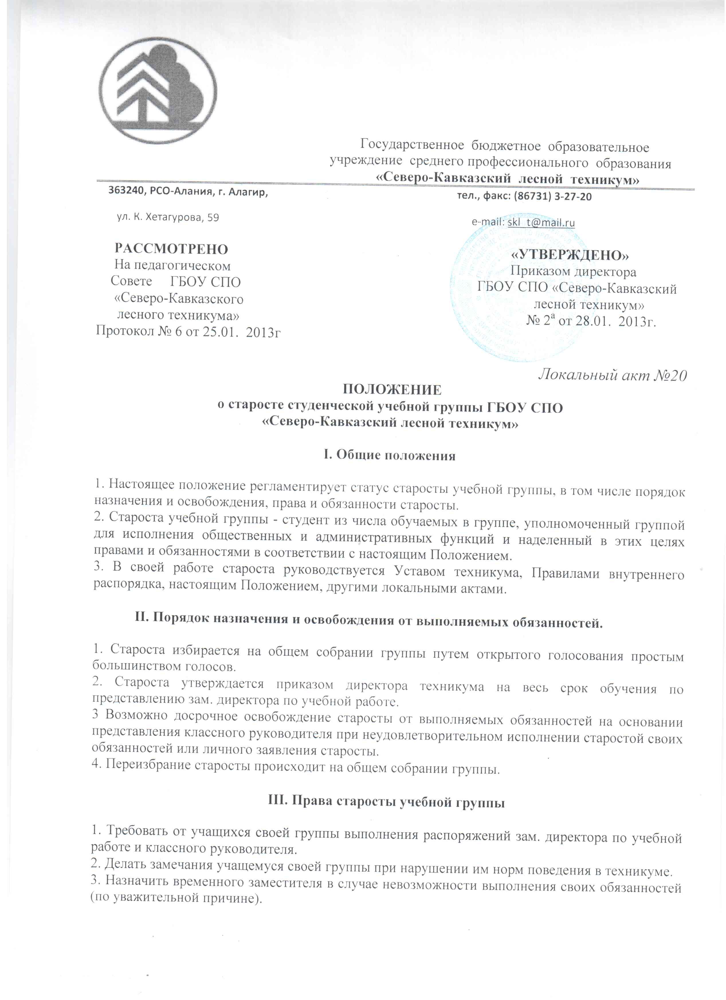 Государственное бюджетное образовательное
учреждение среднего профессионального образования
«Северо-Кавказский лесной техникум»
363240, РСО-Алания, г. Алагир,
тел., факс: (86731) 3-27-20
ул. К. Хетагурова, 59
e-mail: skl_t@mail.ru
РАССМОТРЕНО
На педагогическом
Совете ГБОУ СПО
«Северо-Кавказского
лесного техникума»
Протокол № 6 от 25.01. 2013г
«УТВЕРЖДЕНО»
Приказом директора
ГБОУ СПО «Северо-Кавказский
лесной техникум»
№ 2а от 28.01. 2013г.
Локальный акт №20
ПОЛОЖЕНИЕ
о старосте студенческой учебной группы ГБОУ СПО
«Северо-Кавказский лесной техникум»
I. Общие положения
1. Настоящее положение регламентирует статус старосты учебной группы, в том числе порядок
назначения и освобождения, права и обязанности старосты.
2. Староста учебной группы - студент из числа обучаемых в группе, уполномоченный группой
для исполнения общественных и административных функций и наделенный в этих целях
правами и обязанностями в соответствии с настоящим Положением.
3. В своей работе староста руководствуется Уставом техникума, Правилами внутреннего
распорядка, настоящим Положением, другими локальными актами.
II. Порядок назначения и освобождения от выполняемых обязанностей.
1. Староста избирается на общем собрании группы путем открытого голосования простым
большинством голосов.
2. Староста утверждается приказом директора техникума на весь срок обучения по
представлению зам. директора по учебной работе.
3 Возможно досрочное освобождение старосты от выполняемых обязанностей на основании
представления классного руководителя при неудовлетворительном исполнении старостой своих
обязанностей или личного заявления старосты.
4. Переизбрание старосты происходит на общем собрании группы.
III. Права старосты учебной группы
1. Требовать от учащихся своей группы выполнения распоряжений зам. директора по учебной
работе и классного руководителя.
2. Делать замечания учащемуся своей группы при нарушении им норм поведения в техникуме.
3. Назначить временного заместителя в случае невозможности выполнения своих обязанностей
(по уважительной причине).